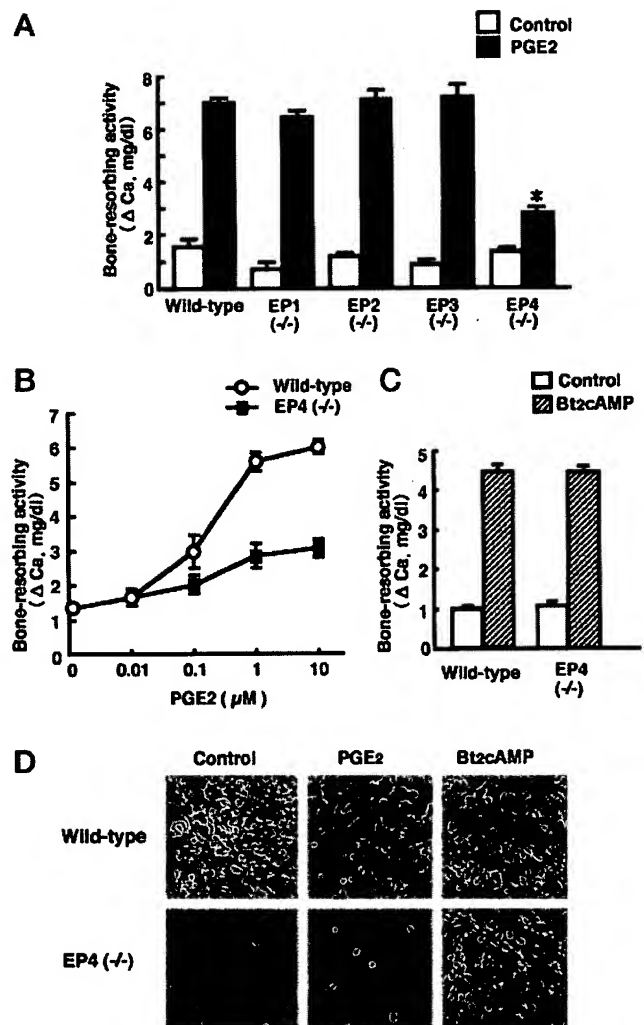 A
Control
PGE2
Bone-resorbing activity
( Δ Ca, mg/dl)
8
6
4
2
0
*
Wild-type
EP1
(-/-)
EP2
(-/-)
EP3
(-/-)
EP4
(-/-)
B
Wild-type
EP4 (-/-)
Bone-resorbing activity
( Δ Ca, mg/dl)
7
6
5
4
3
2
1
0
0
0.01
0.1
1
10
PGE2 ( μM )
C
Control
Bt2cAMP
Bone-resorbing activity
( Δ Ca, mg/dl)
5
4
3
2
1
0
Wild-type
EP4
(-/-)
D
Control
PGE2
Bt2cAMP
Wild-type
EP4 (-/-)